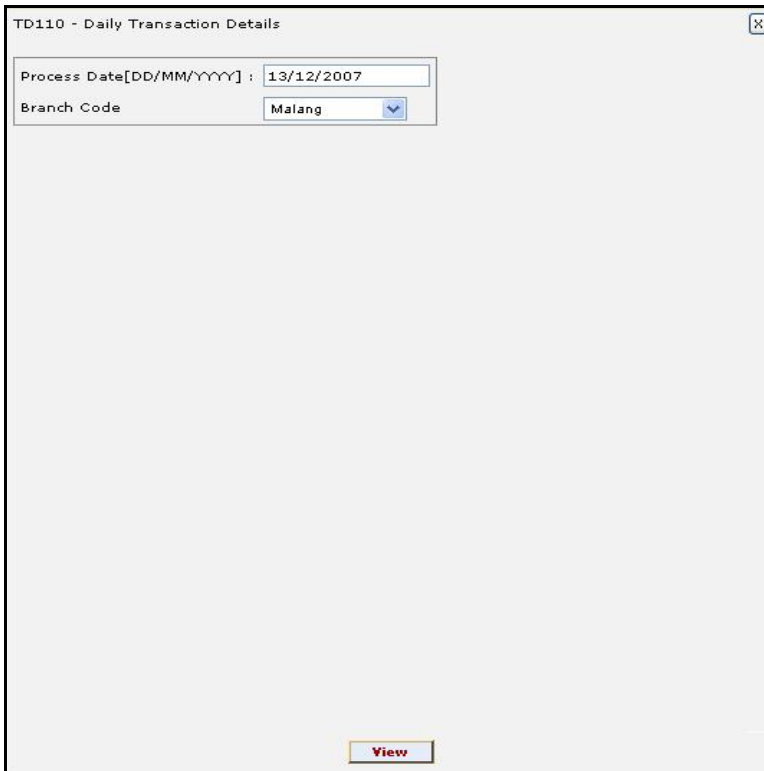 TD110 - Daily Transaction Details X
Process Date[DD/MM/YYYY] : 13/12/2007
Branch Code Malang
View